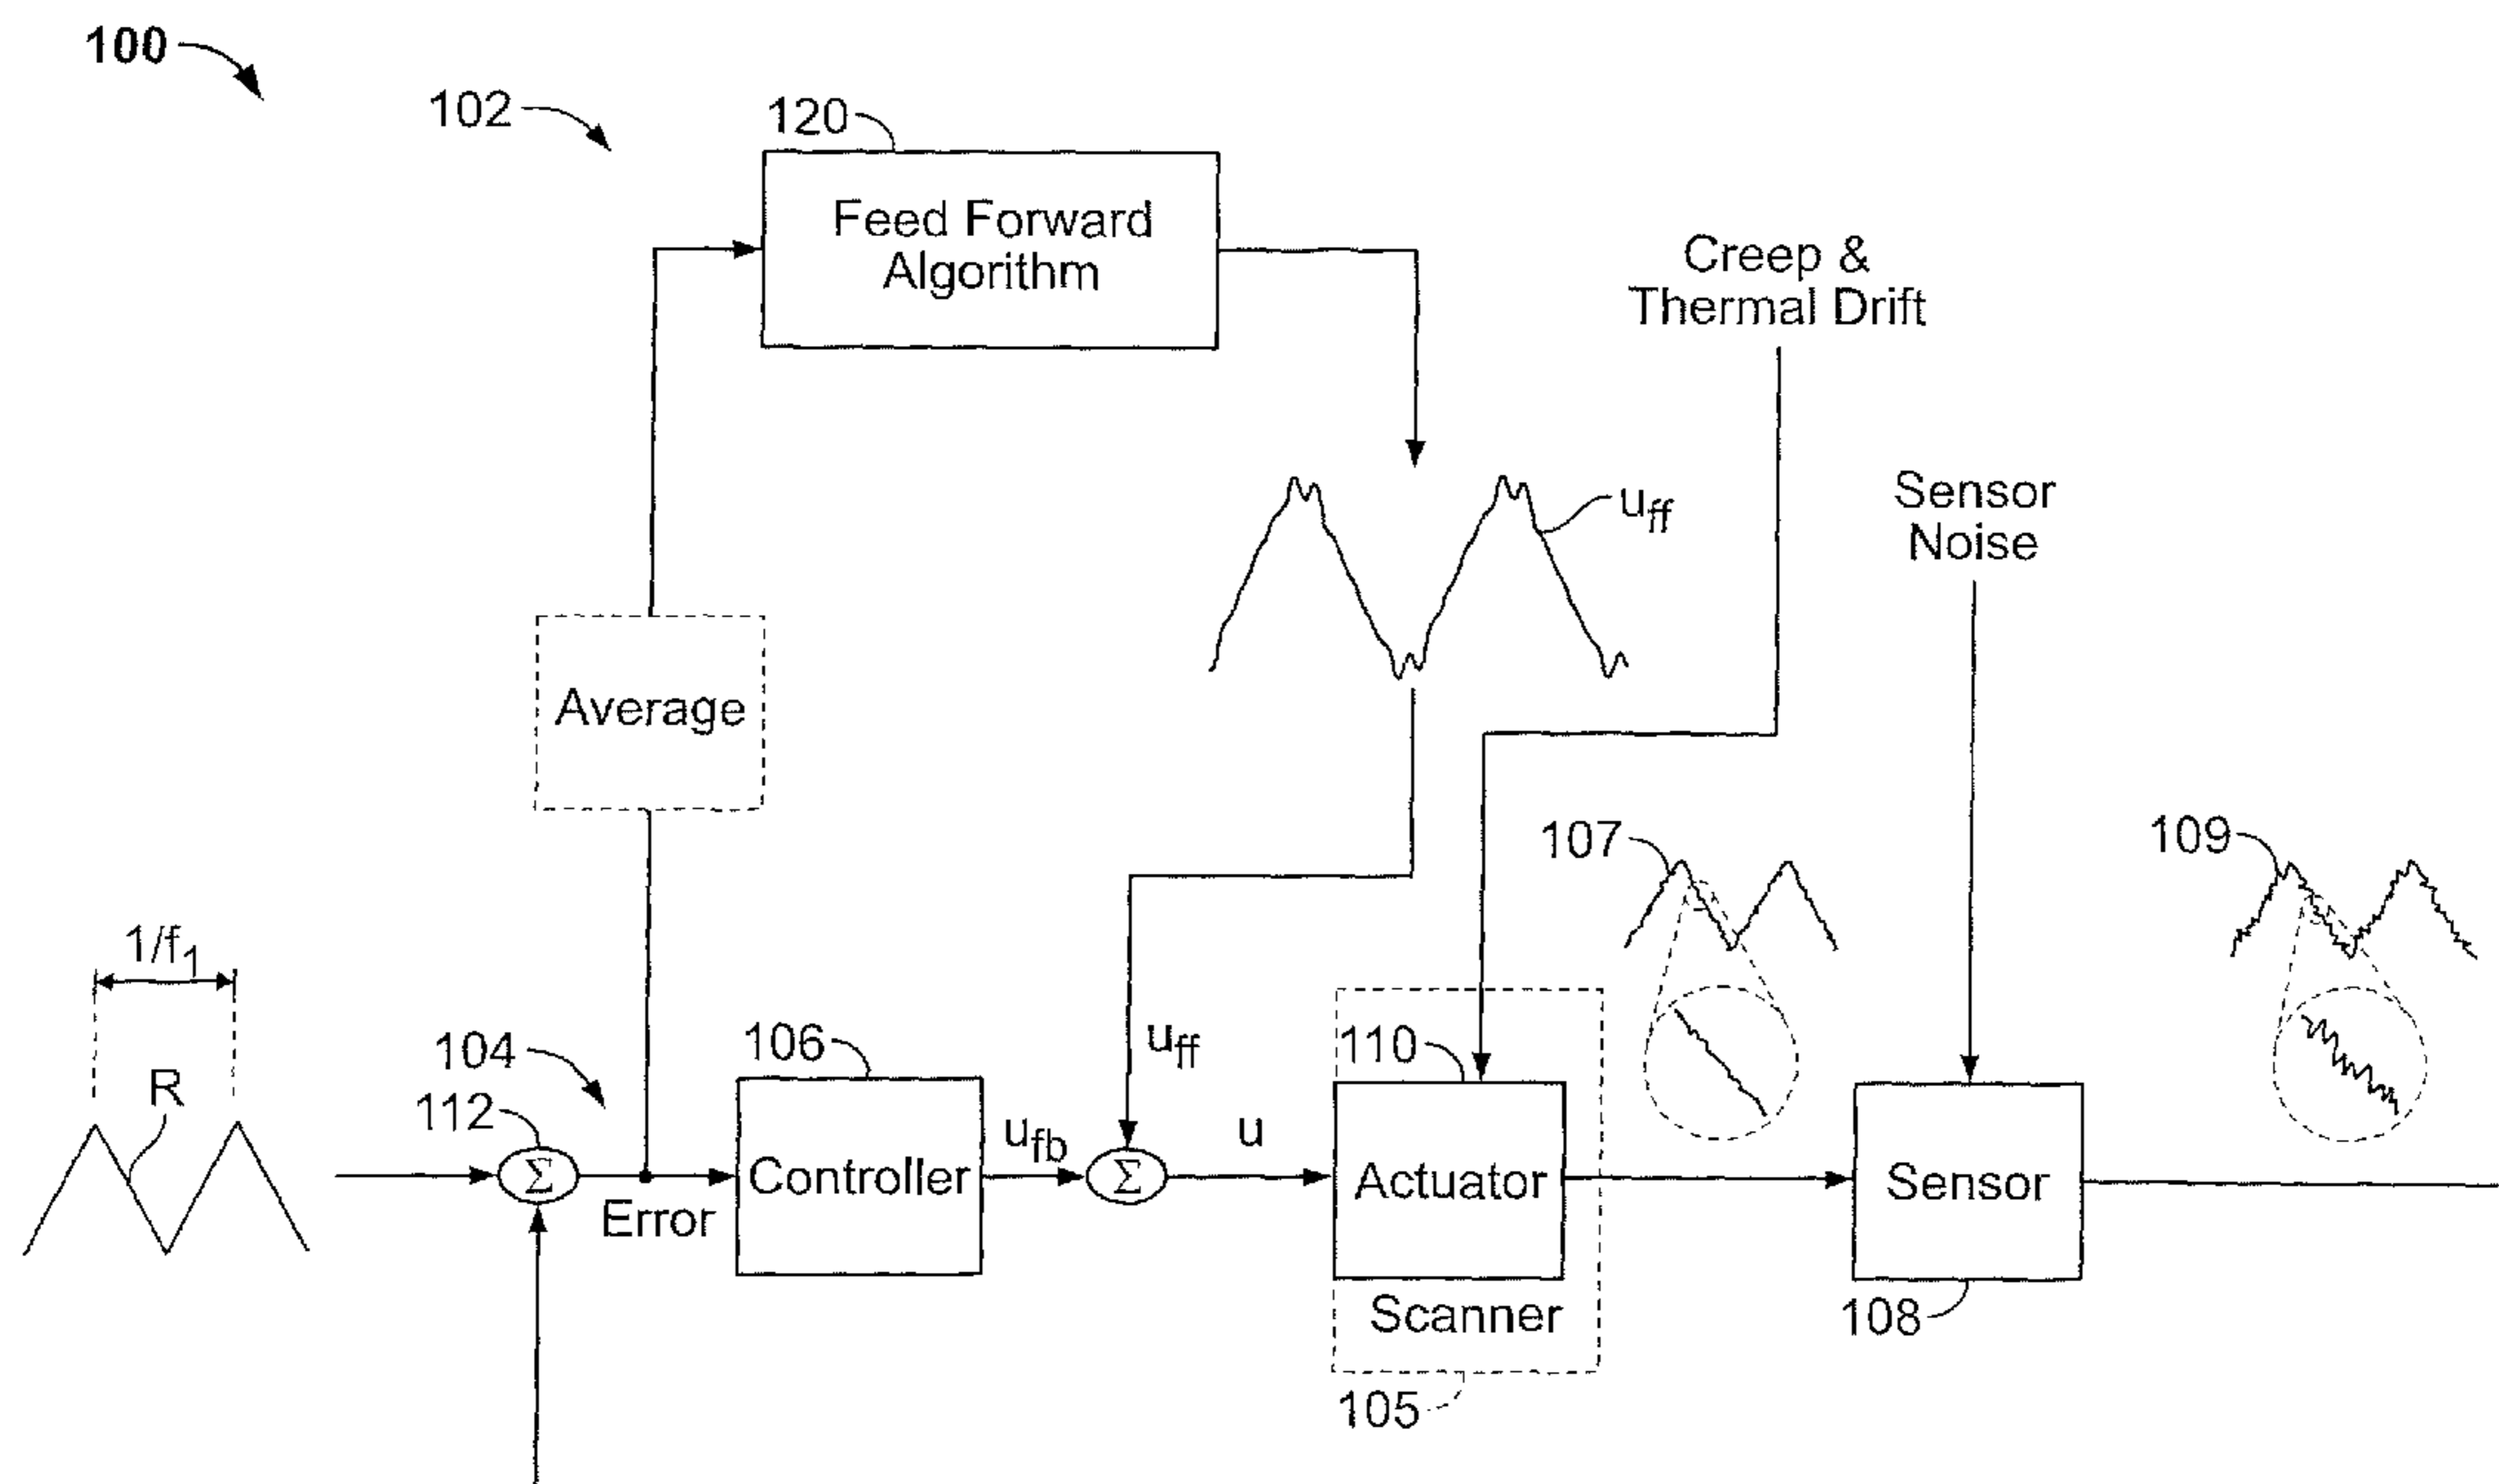 100
102
120
Feed Forward
Algorithm
Creep &
Thermal Drift
Sensor
Noise
uff
Average
107
109
1/f1
R
104
112
106
uff
110
Σ
Error
Controller
ufb
Σ
u
Actuator
Sensor
Scanner
108
105